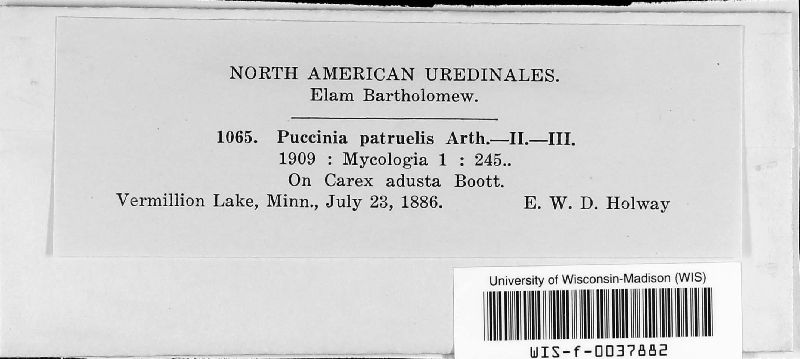 NORTH AMERICAN UREDINALES.
Elam Bartholomew.
1065. Puccinia patruelis Arth.—II.—III.
1909 : Mycologia 1 : 245..
On Carex adusta Boott.
Vermillion Lake, Minn., July 23, 1886. E. W. D. Holway
University of Wisconsin-Madison (WIS)
WIS-f-0037882